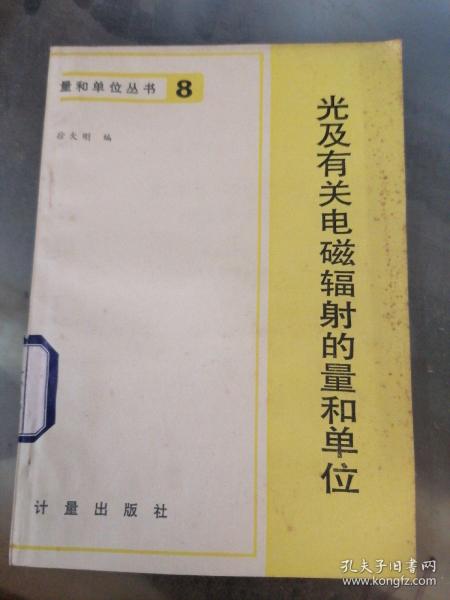 量和单位丛书 8
徐大明 编
光及有关电磁辐射的量和单位
计量出版社
孔夫子旧书网
www.kongfz.com